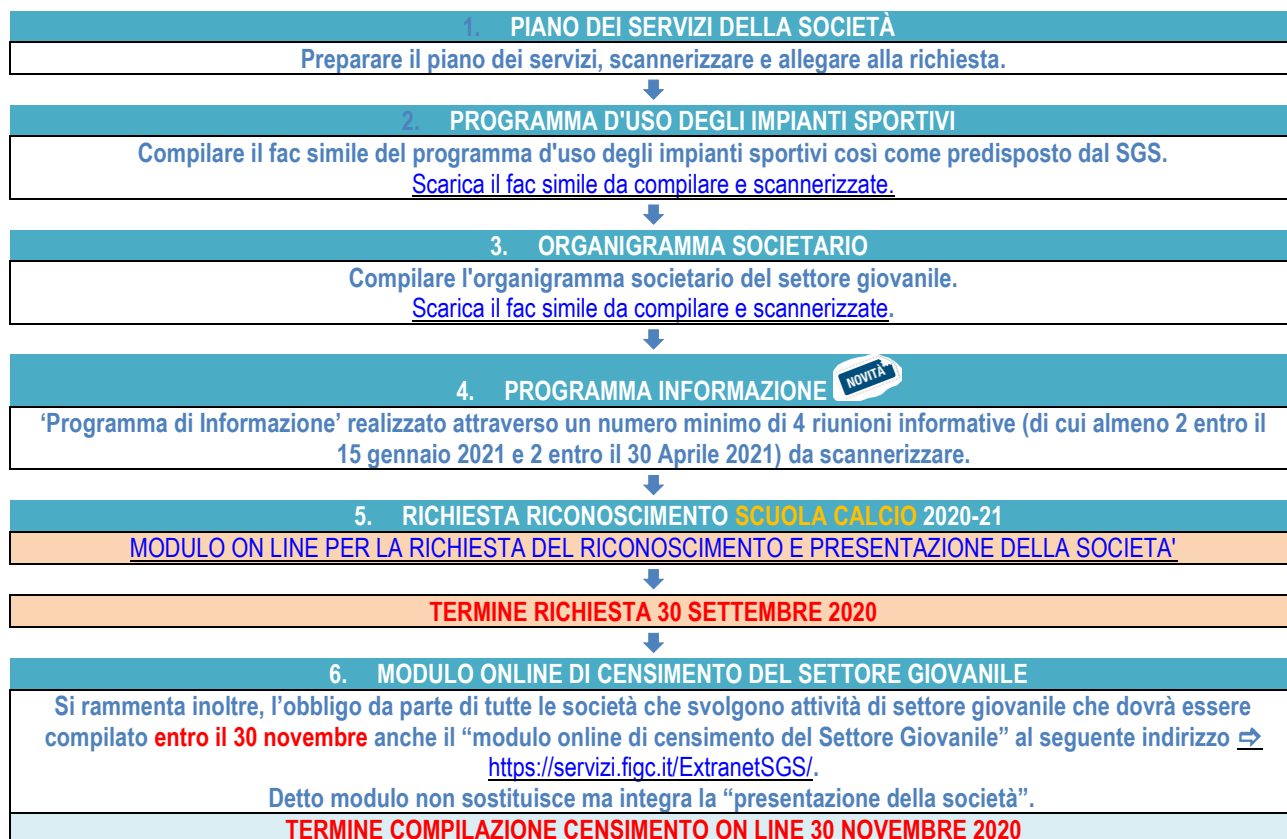 1. PIANO DEI SERVIZI DELLA SOCIETÀ
Preparare il piano dei servizi, scannerizzare e allegare alla richiesta.
2. PROGRAMMA D'USO DEGLI IMPIANTI SPORTIVI
Compilare il fac simile del programma d'uso degli impianti sportivi così come predisposto dal SGS.
Scarica il fac simile da compilare e scannerizzate.
3. ORGANIGRAMMA SOCIETARIO
Compilare l'organigramma societario del settore giovanile.
Scarica il fac simile da compilare e scannerizzate.
4. PROGRAMMA INFORMAZIONE NOVITÀ
‘Programma di Informazione’ realizzato attraverso un numero minimo di 4 riunioni informative (di cui almeno 2 entro il
15 gennaio 2021 e 2 entro il 30 Aprile 2021) da scannerizzare.
5. RICHIESTA RICONOSCIMENTO SCUOLA CALCIO 2020-21
MODULO ON LINE PER LA RICHIESTA DEL RICONOSCIMENTO E PRESENTAZIONE DELLA SOCIETA'
TERMINE RICHIESTA 30 SETTEMBRE 2020
6. MODULO ONLINE DI CENSIMENTO DEL SETTORE GIOVANILE
Si rammenta inoltre, l’obbligo da parte di tutte le società che svolgono attività di settore giovanile che dovrà essere
compilato entro il 30 novembre anche il “modulo online di censimento del Settore Giovanile” al seguente indirizzo ⇨
https://servizi.figc.it/ExtranetSGS/.
Detto modulo non sostituisce ma integra la “presentazione della società”.
TERMINE COMPILAZIONE CENSIMENTO ON LINE 30 NOVEMBRE 2020